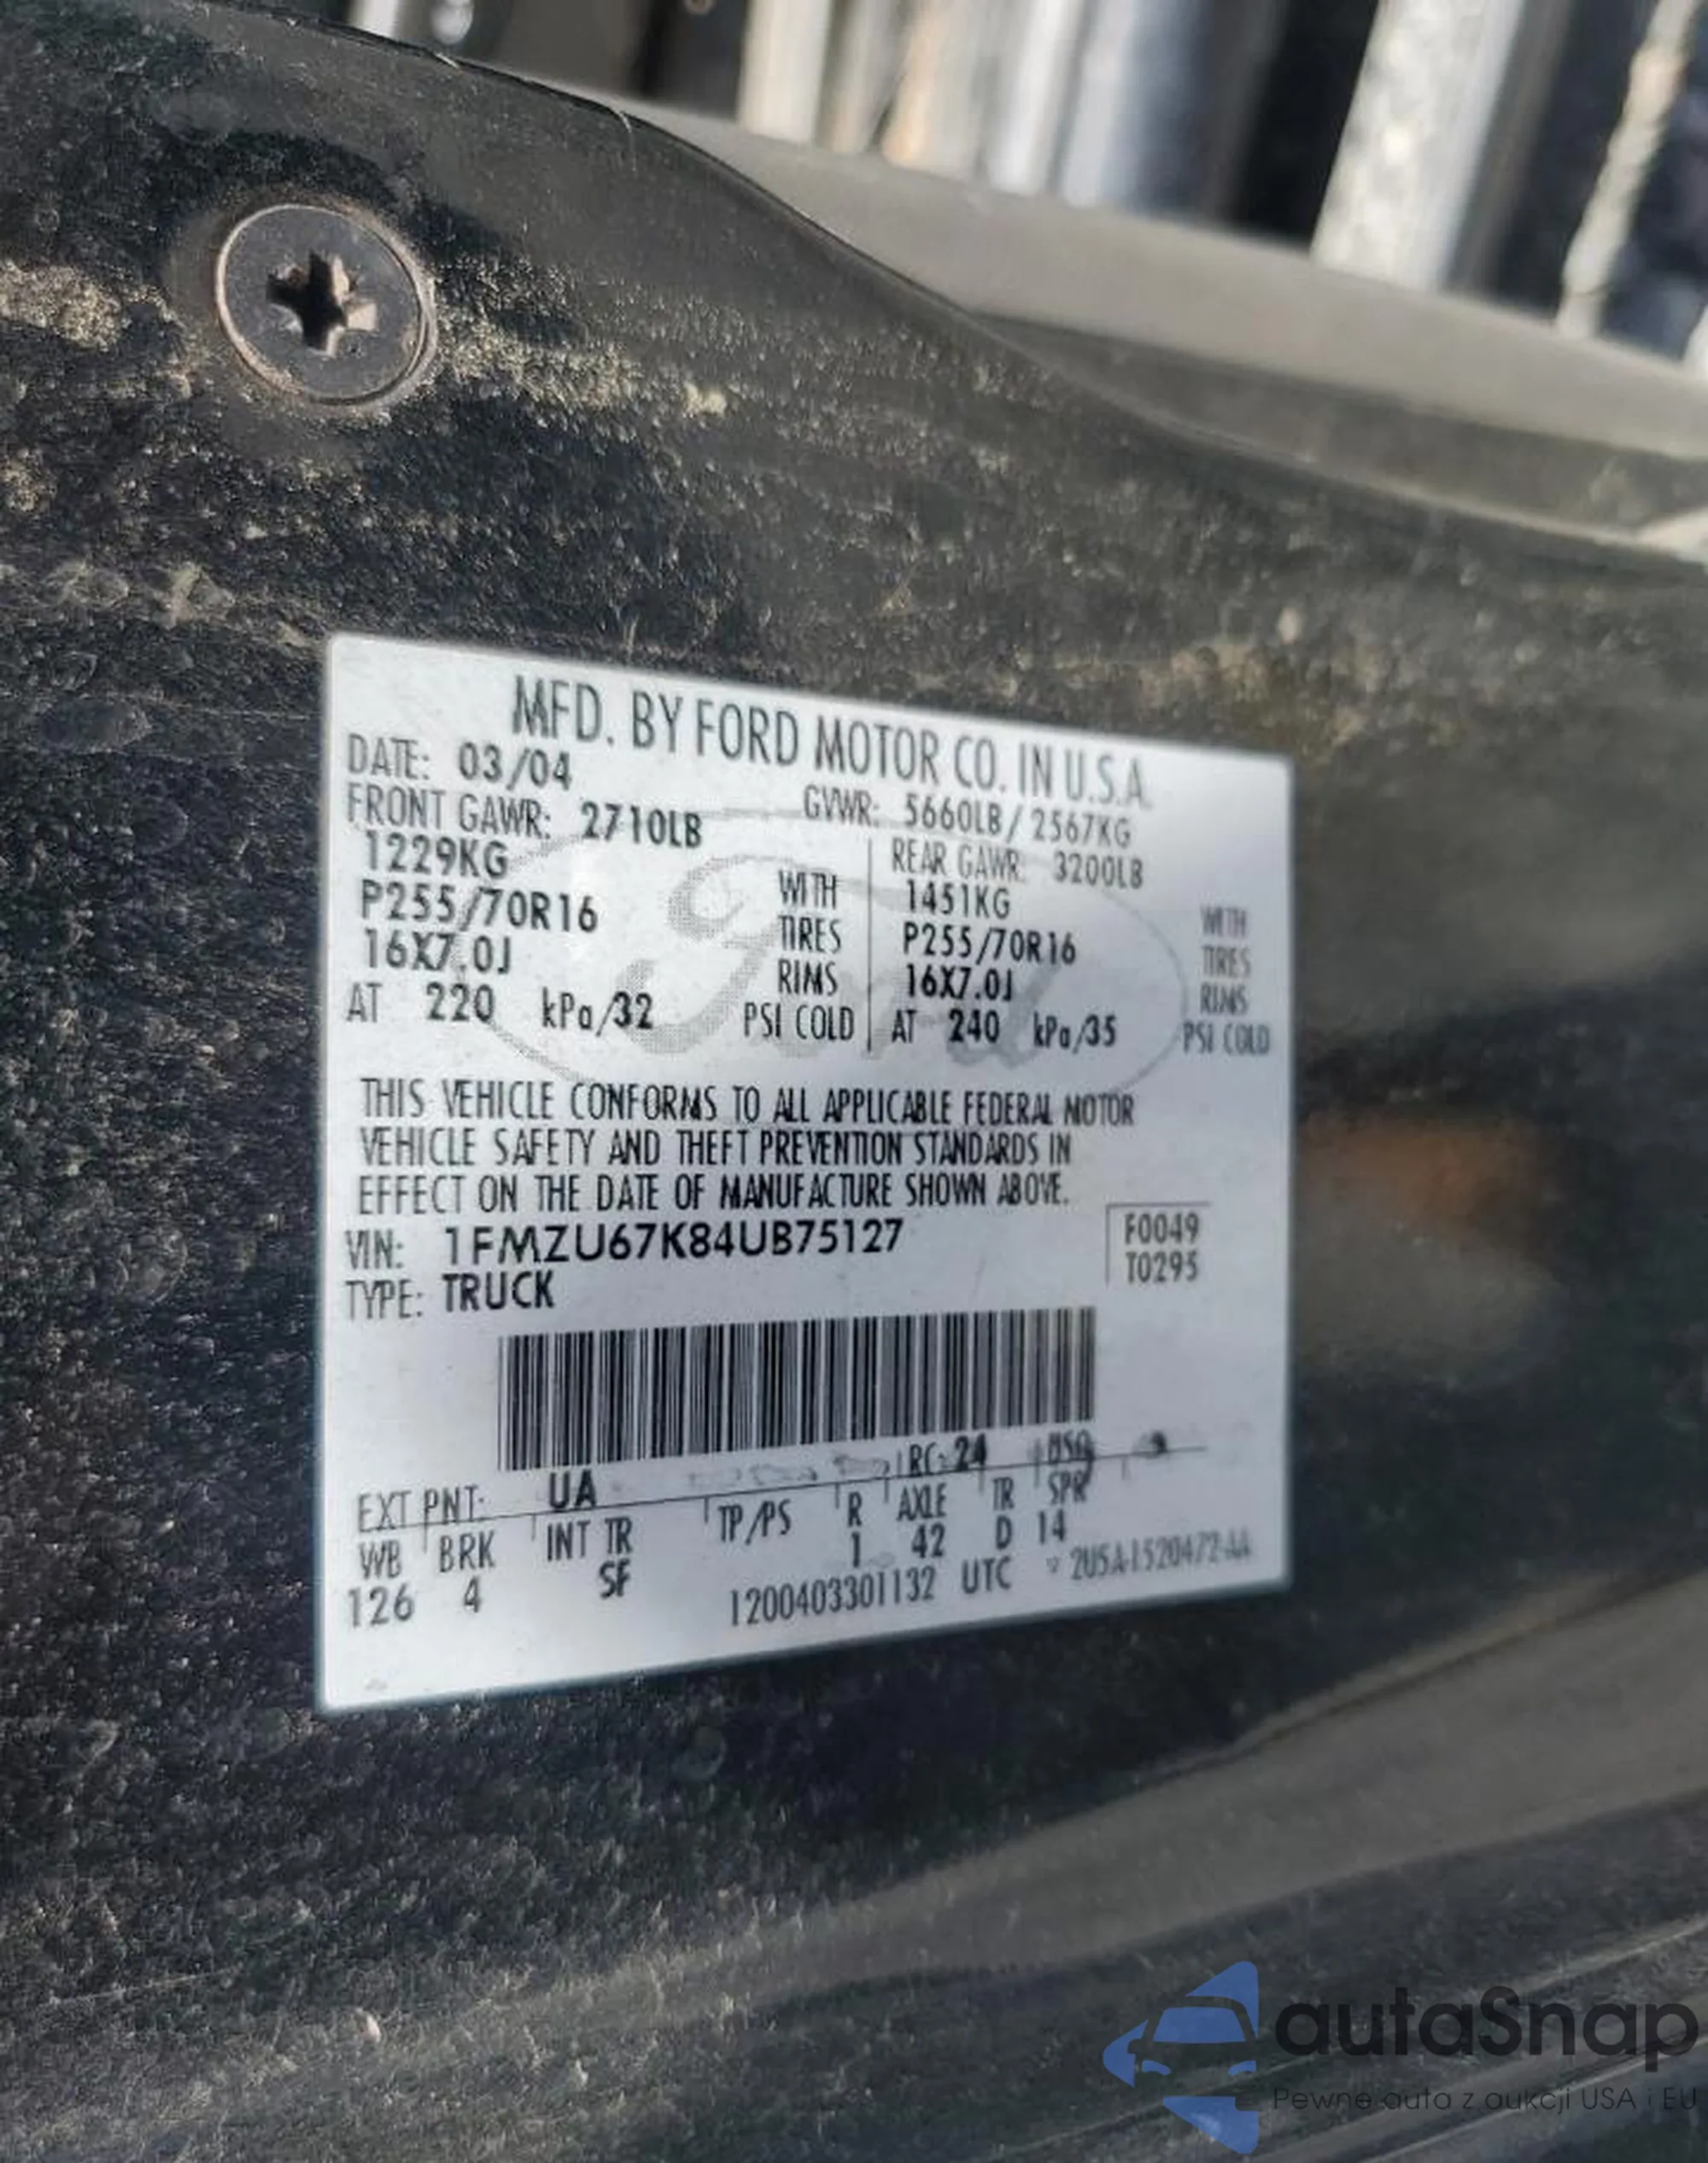 MFD. BY FORD MOTOR CO. IN U.S.A.
DATE: 03/04 GVWR: 5660LB/2567KG
FRONT GAWR: 2710LB REAR GAWR: 3200LB
1229KG WITH 1451KG WITH
P255/70R16 TIRES P255/70R16 TIRES
16X7.0J RIMS 16X7.0J RIMS
AT 220 kPa/32 PSI COLD AT 240 kPa/35 PSI COLD
THIS VEHICLE CONFORMS TO ALL APPLICABLE FEDERAL MOTOR
VEHICLE SAFETY AND THEFT PREVENTION STANDARDS IN
EFFECT ON THE DATE OF MANUFACTURE SHOWN ABOVE.
VIN: 1FMZU67K84UB75127 F0049
TYPE: TRUCK T0295
EXT PNT: UA RC: 24 DSO
WB BRK INT TR TP/PS R AXLE TR SPR
126 4 SF 1 42 D 14
1200403301132 UTC 2U5A-1520472-AA
Ford
autaSnap
Pewne auta z aukcji USA i EU